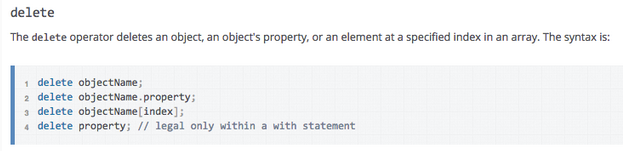 delete
The delete operator deletes an object, an object's property, or an element at a specified index in an array. The syntax is:
1 delete objectName;
2 delete objectName.property;
3 delete objectName[index];
4 delete property; // legal only within a with statement